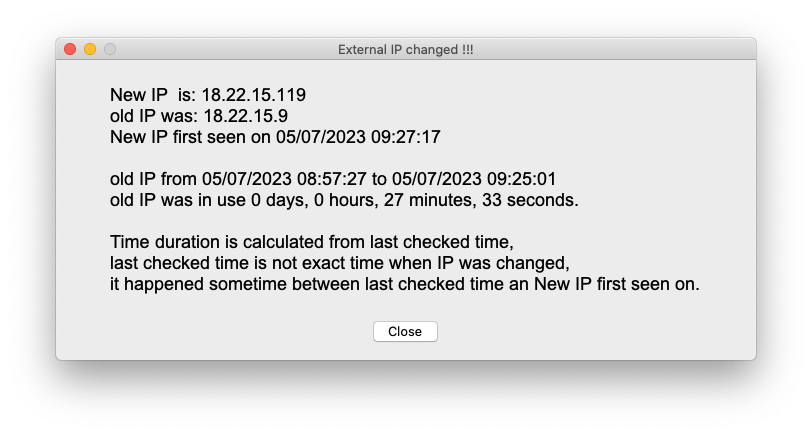 External IP changed !!!
New IP  is: 18.22.15.119
old IP was: 18.22.15.9
New IP first seen on 05/07/2023 09:27:17
old IP from 05/07/2023 08:57:27 to 05/07/2023 09:25:01
old IP was in use 0 days, 0 hours, 27 minutes, 33 seconds.
Time duration is calculated from last checked time,
last checked time is not exact time when IP was changed,
it happened sometime between last checked time an New IP first seen on.
Close